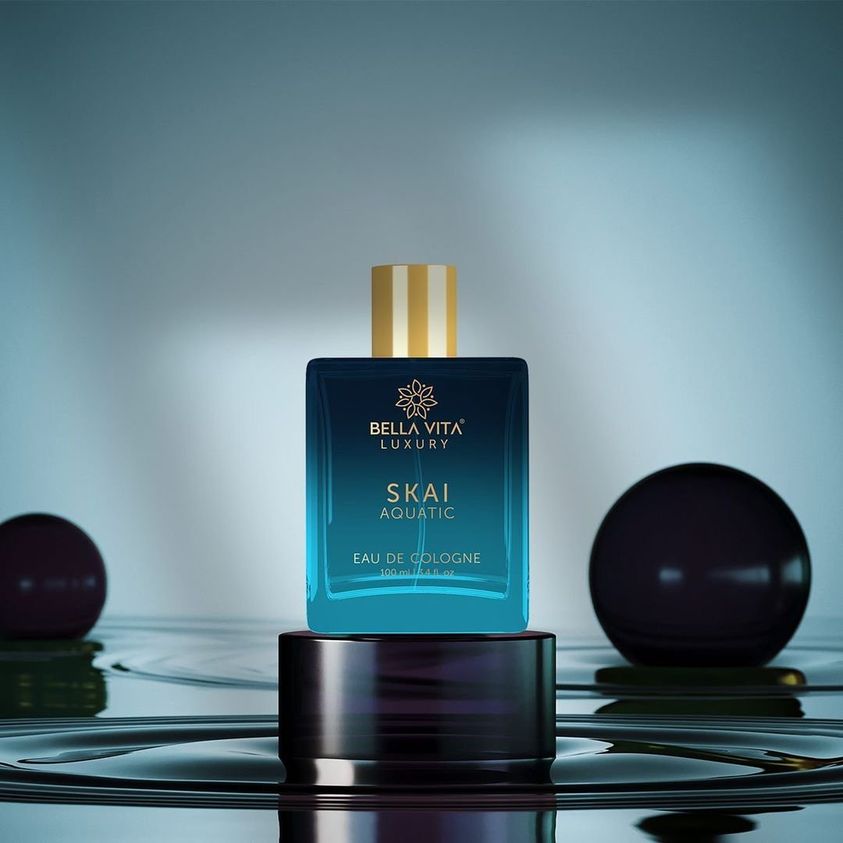 BELLA VITA®
LUXURY
SKAI
AQUATIC
EAU DE COLOGNE
100 ml | 3.4 fl. oz